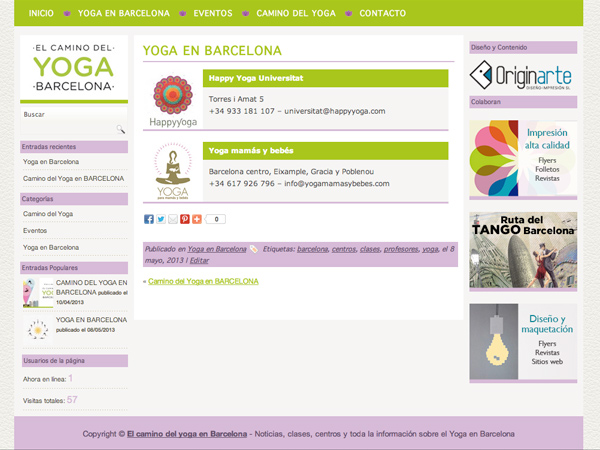 INICIO YOGA EN BARCELONA EVENTOS CAMINO DEL YOGA CONTACTO
· EL CAMINO DEL ·
YOGA
· BARCELONA ·
Buscar
Entradas recientes
Yoga en Barcelona
Camino del Yoga en BARCELONA
Categorías
Camino del Yoga
Eventos
Yoga en Barcelona
Entradas Populares
CAMINO DEL YOGA EN
BARCELONA publicado el
10/04/2013
YOGA EN BARCELONA
publicado el 08/05/2013
Usuarios de la página
Ahora en línea: 1
Visitas totales: 57
YOGA EN BARCELONA
HappyYoga
Happy Yoga Universitat
Torres i Amat 5
+34 933 181 107 – universitat@happyyoga.com
YOGA
para mamás y bebés
Yoga mamás y bebés
Barcelona centro, Eixample, Gracia y Poblenou
+34 617 926 796 – info@yogamamasybebes.com
0
Publicado en Yoga en Barcelona Etiquetas: barcelona, centros, clases, profesores, yoga, el 8
mayo, 2013 | Editar
« Camino del Yoga en BARCELONA
Diseño y Contenido
Originarte
DISEÑO·IMPRESIÓN SL
Colaboran
Impresión
alta calidad
Flyers
Folletos
Revistas
Ruta del
TANGO Barcelona
Diseño y
maquetación
Flyers
Revistas
Sitios web
Copyright © El camino del yoga en Barcelona - Noticias, clases, centros y toda la información sobre el Yoga en Barcelona